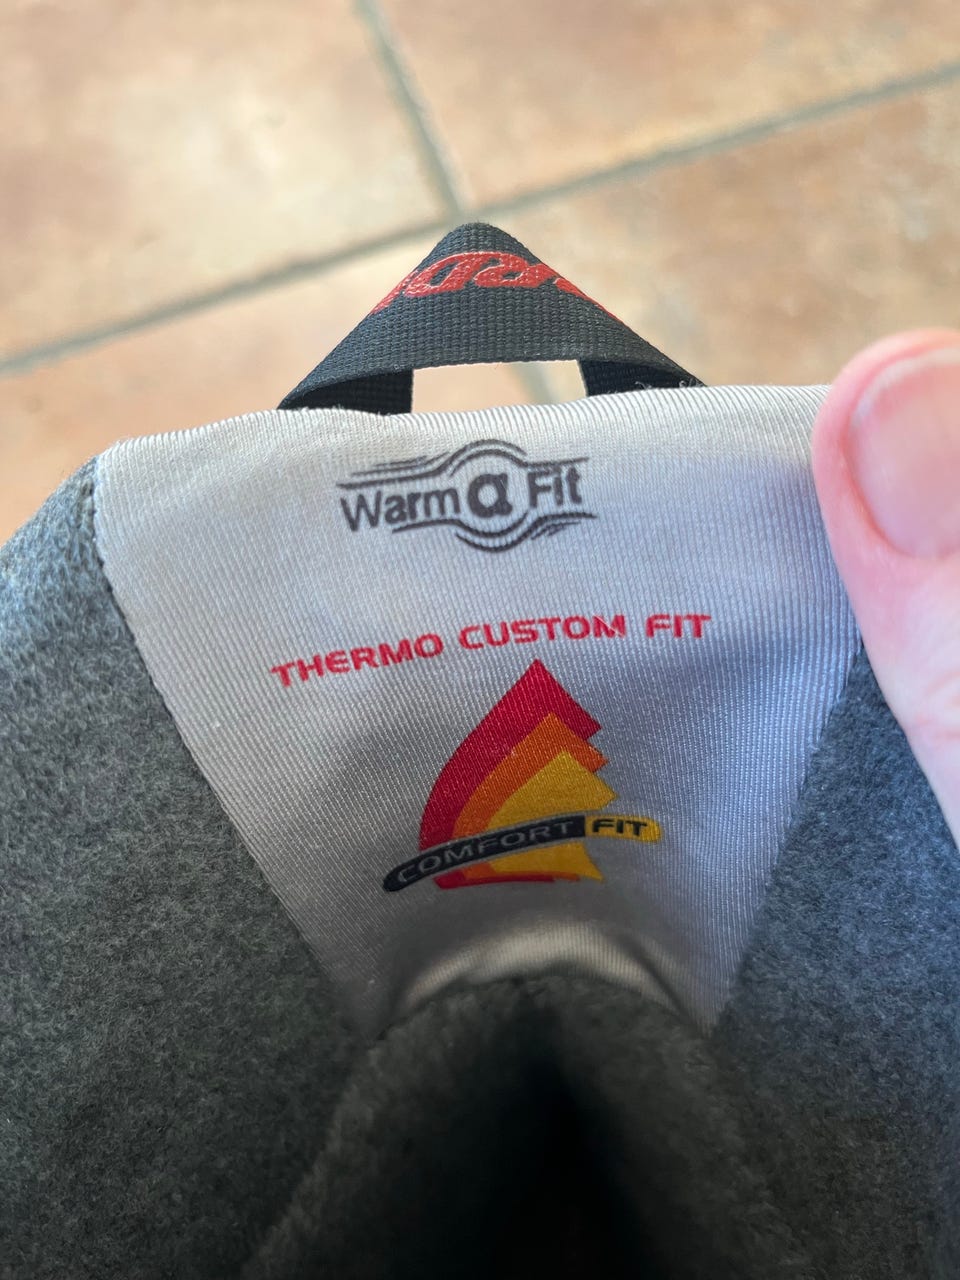 Warm α Fit
THERMO CUSTOM FIT
COMFORT FIT